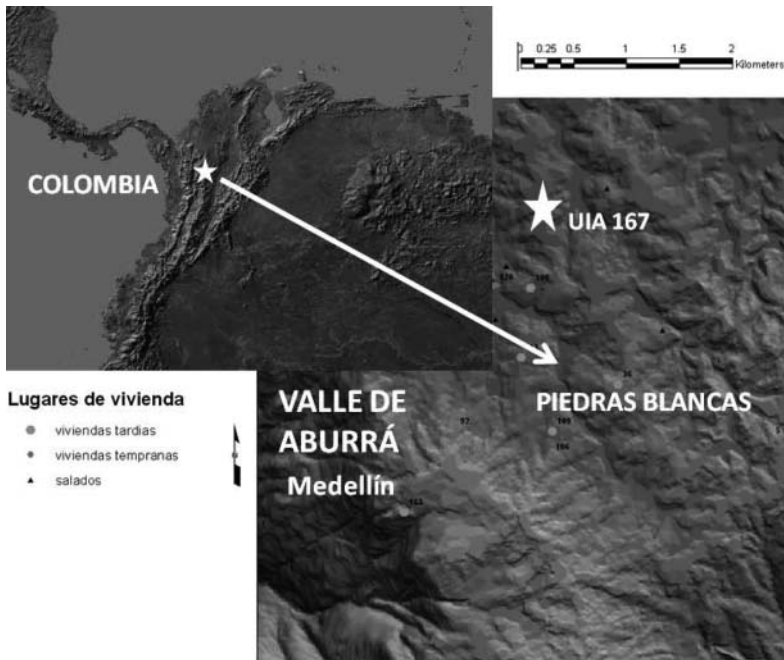 0 0.25 0.5 1 1.5 2
Kilometers
COLOMBIA
UIA 167
Lugares de vivienda
viviendas tardias
viviendas tempranas
salados
VALLE DE
ABURRÁ
Medellín
PIEDRAS BLANCAS